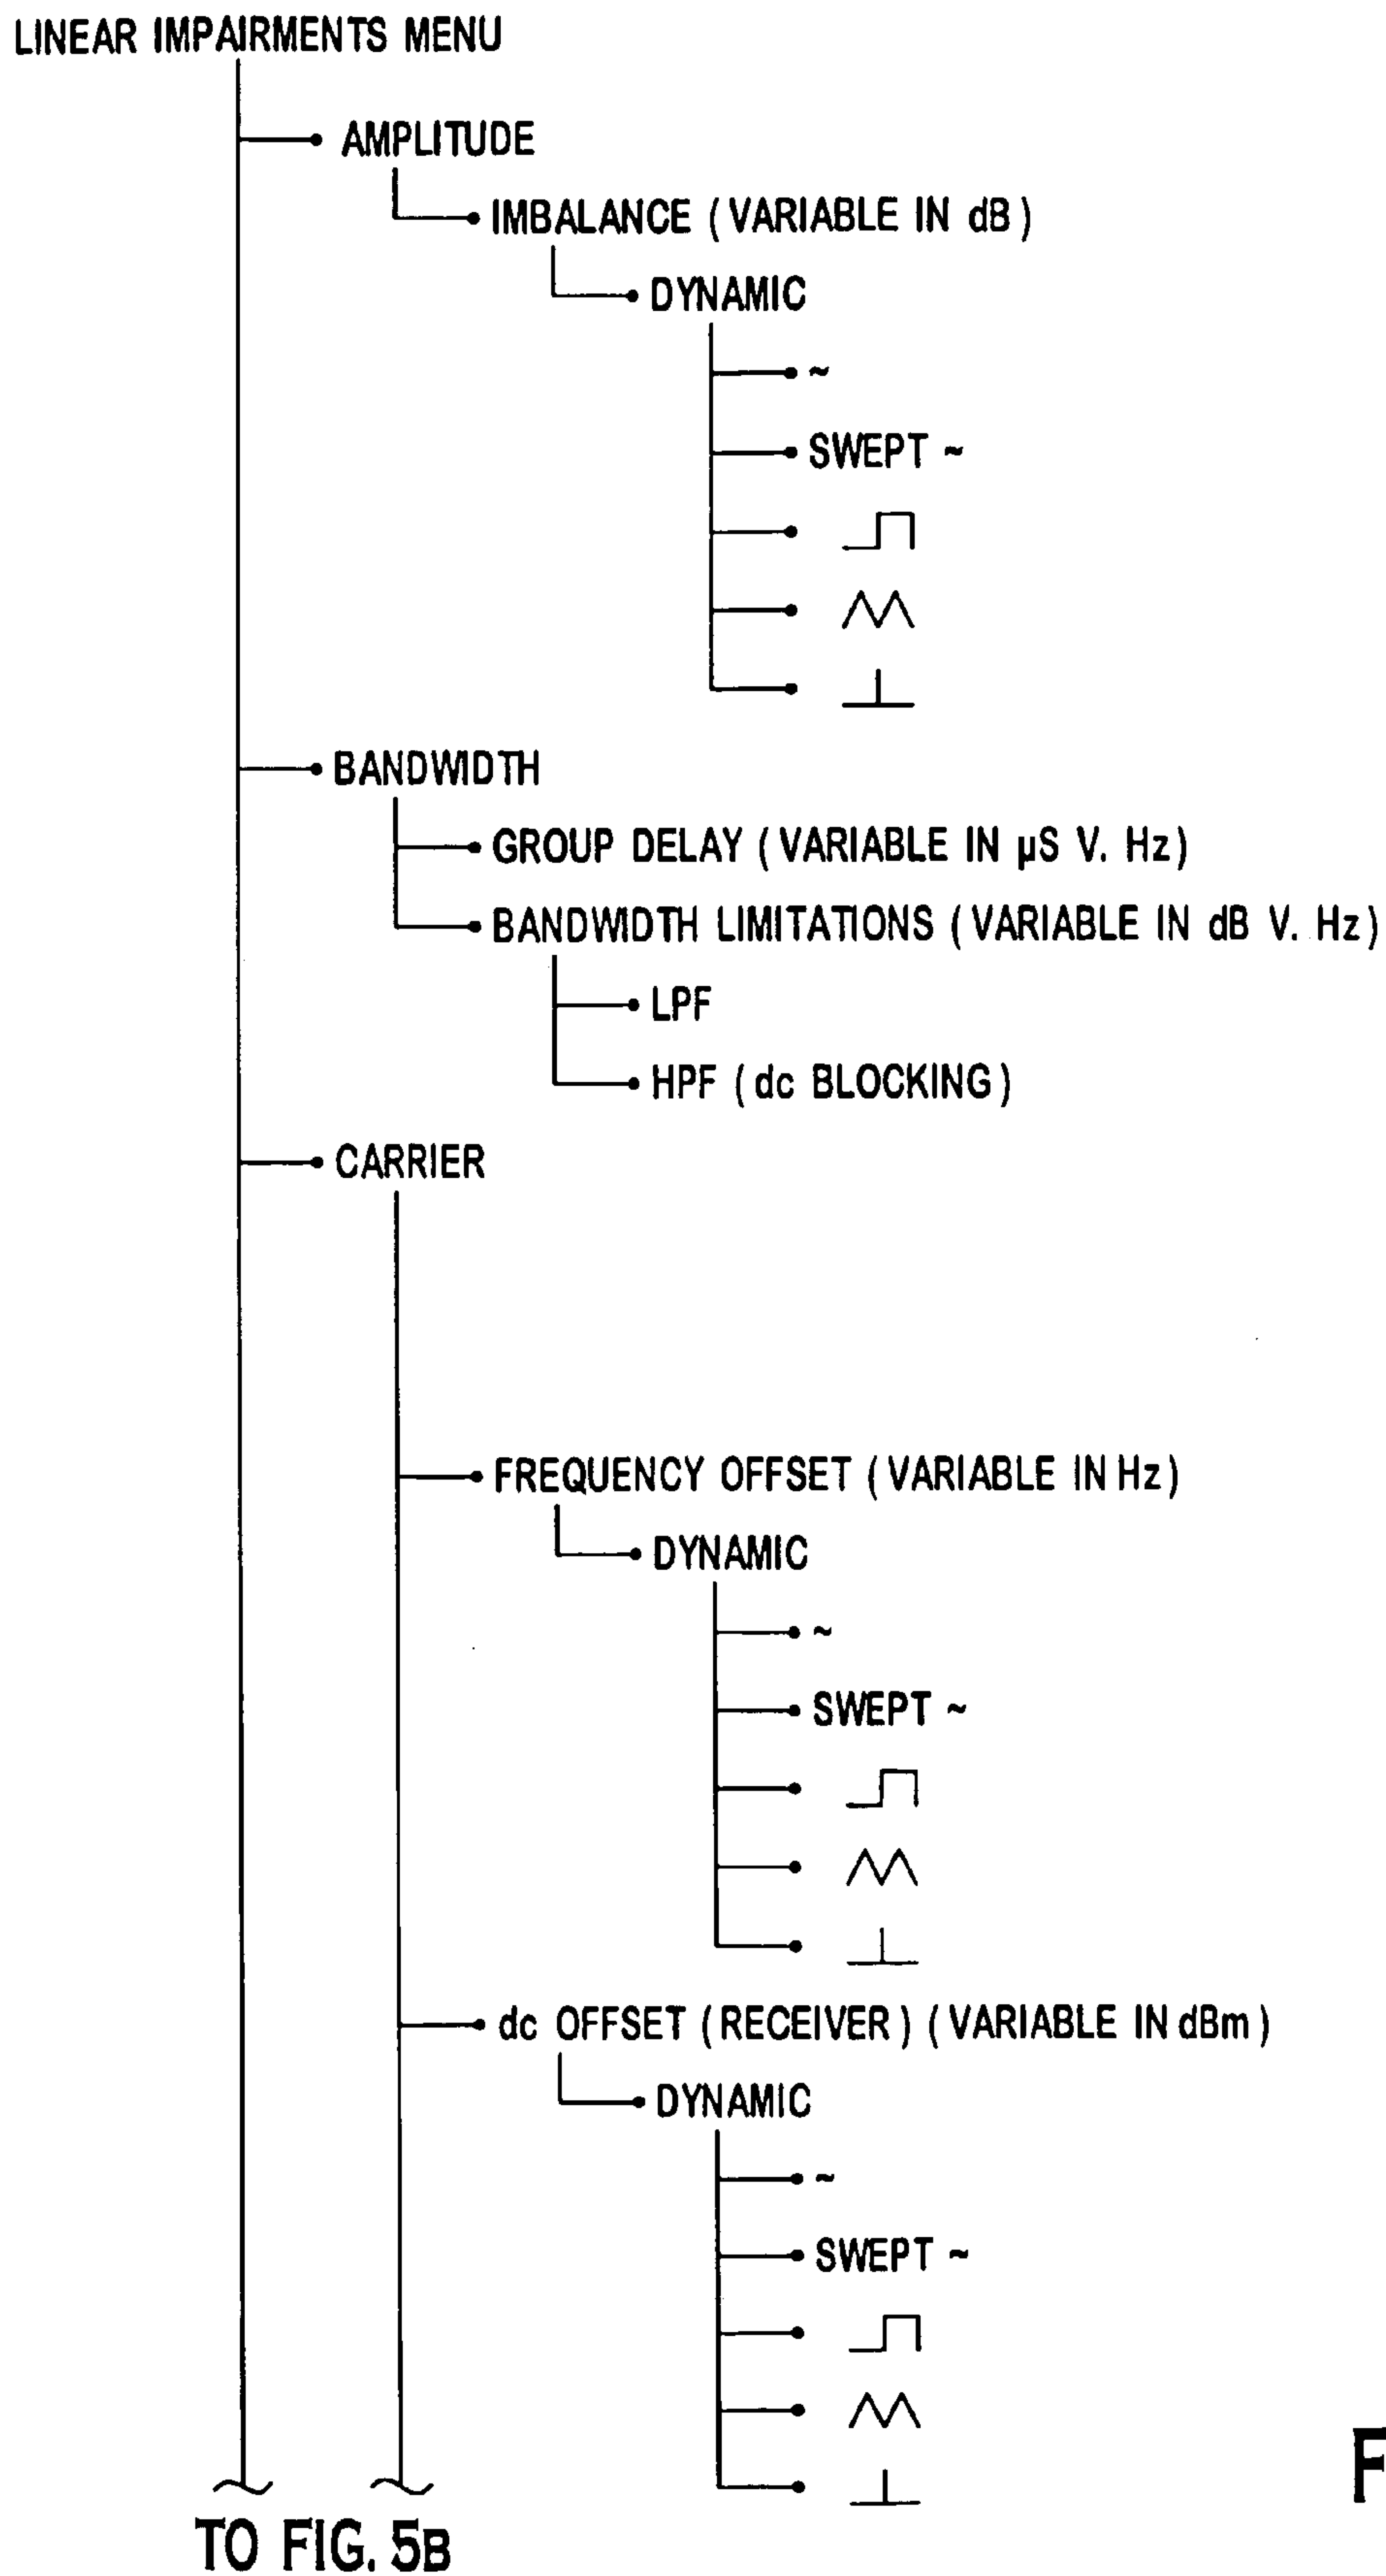 LINEAR IMPAIRMENTS MENU
AMPLITUDE
IMBALANCE (VARIABLE IN dB)
DYNAMIC
~
SWEPT ~
BANDWIDTH
GROUP DELAY (VARIABLE IN µS V. Hz)
BANDWIDTH LIMITATIONS (VARIABLE IN dB V. Hz)
LPF
HPF (dc BLOCKING)
CARRIER
FREQUENCY OFFSET (VARIABLE IN Hz)
DYNAMIC
~
SWEPT ~
dc OFFSET (RECEIVER) (VARIABLE IN dBm)
DYNAMIC
~
SWEPT ~
F
TO FIG. 5B